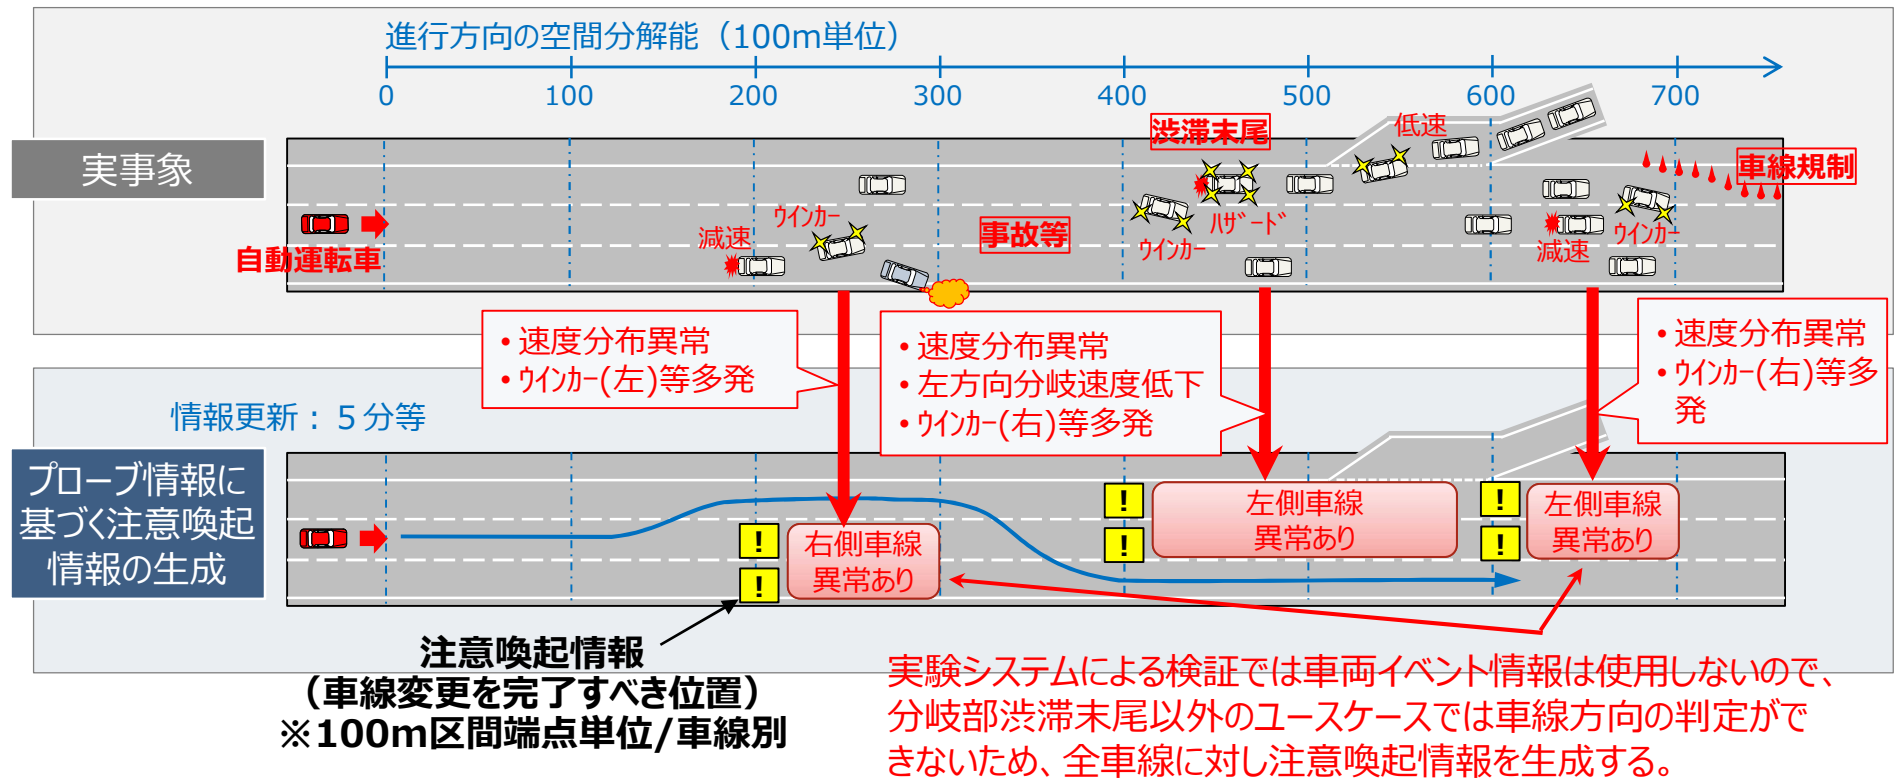 進行方向の空間分解能（100m単位）
0 100 200 300 400 500 600 700
実事象
渋滞末尾
低速
車線規制
ウインカー
減速
事故等
ハザード
ウインカー
減速
ウインカー
自動運転車
• 速度分布異常
• ウインカー(左)等多発
• 速度分布異常
• 左方向分岐速度低下
• ウインカー(右)等多発
• 速度分布異常
• ウインカー(右)等多
発
情報更新：５分等
プローブ情報に
基づく注意喚起
情報の生成
!
!
右側車線
異常あり
!
!
左側車線
異常あり
!
!
左側車線
異常あり
注意喚起情報
（車線変更を完了すべき位置）
※100m区間端点単位/車線別
実験システムによる検証では車両イベント情報は使用しないので、
分岐部渋滞末尾以外のユースケースでは車線方向の判定がで
きないため、全車線に対し注意喚起情報を生成する。